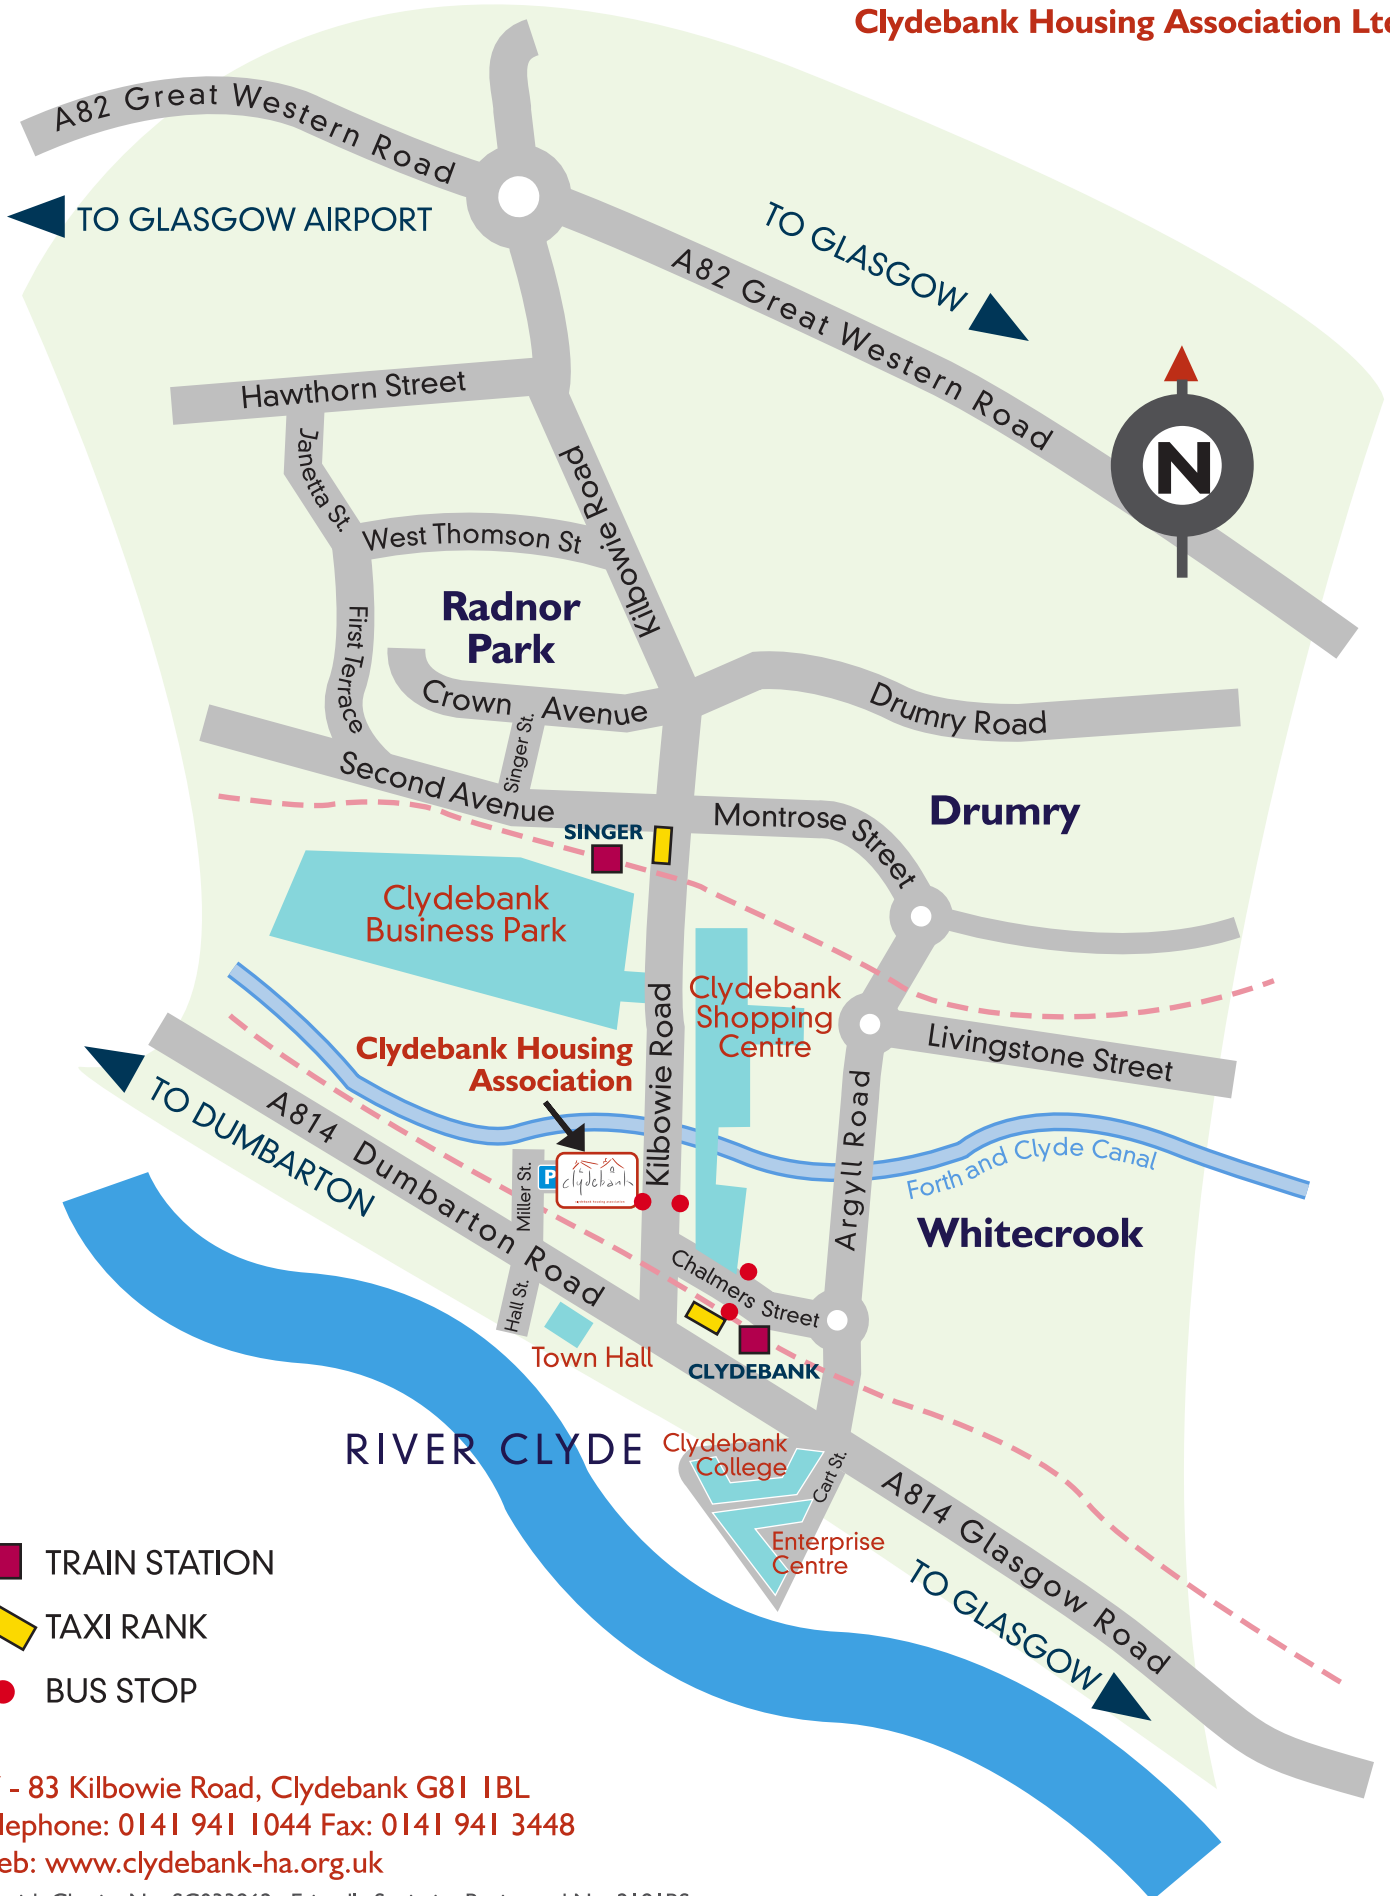 Clydebank Housing Association
A82 Great Western Road
TO GLASGOW AIRPORT
TO GLASGOW
A82 Great Western Road
N
Hawthorn Street
Janetta St.
West Thomson St
Kilbowie Road
Radnor
Park
First Terrace
Crown Avenue
Singer St.
Drumry Road
Second Avenue
Montrose Street
Drumry
SINGER
Clydebank
Business Park
Clydebank
Shopping
Centre
Kilbowie Road
Livingstone Street
Clydebank Housing
Association
TO DUMBARTON
A814 Dumbarton Road
Miller St.
P
clydebank
Argyll Road
Forth and Clyde Canal
Whitecrook
Hall St.
Chalmers Street
Town Hall
CLYDEBANK
RIVER CLYDE
Clydebank
College
Cart St.
Enterprise
Centre
A814 Glasgow Road
TO GLASGOW
TRAIN STATION
TAXI RANK
BUS STOP
- 83 Kilbowie Road, Clydebank G81 1BL
0141 941 1044 Fax: 0141 941 3448
www.clydebank-ha.org.uk